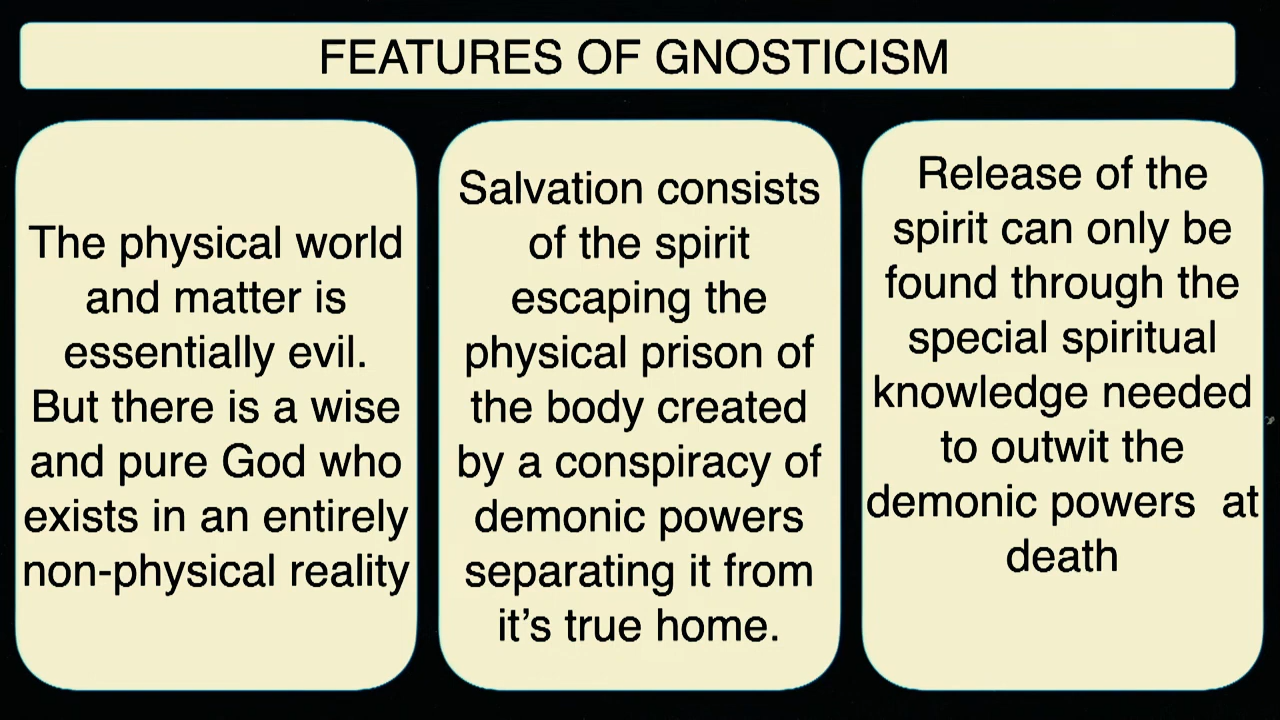 FEATURES OF GNOSTICISM
The physical world
and matter is
essentially evil.
But there is a wise
and pure God who
exists in an entirely
non-physical reality
Salvation consists
of the spirit
escaping the
physical prison of
the body created
by a conspiracy of
demonic powers
separating it from
it’s true home.
Release of the
spirit can only be
found through the
special spiritual
knowledge needed
to outwit the
demonic powers  at
death